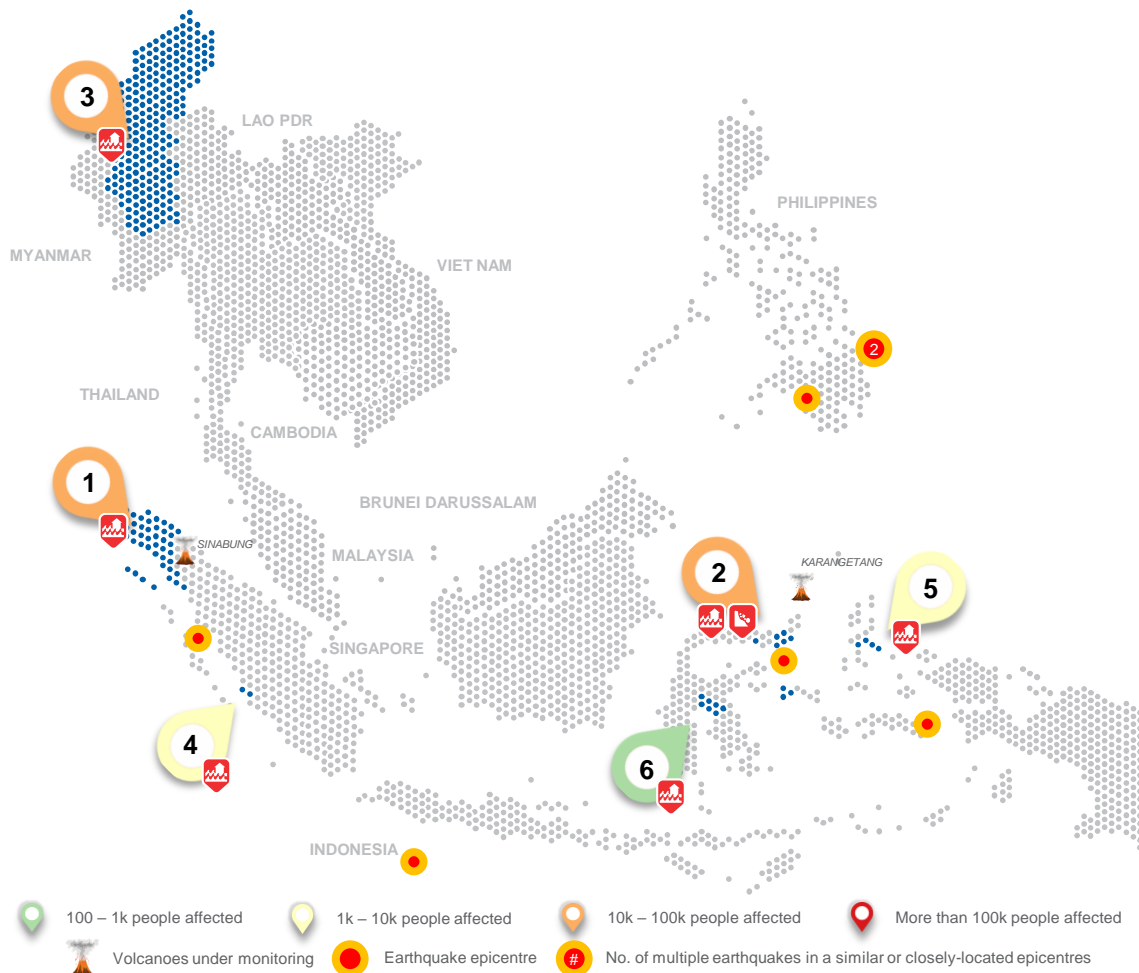 3
LAO PDR
PHILIPPINES
MYANMAR
VIET NAM
2
THAILAND
CAMBODIA
1
BRUNEI DARUSSALAM
SINABUNG
MALAYSIA
2
KARANGETANG
5
SINGAPORE
4
6
INDONESIA
100 – 1k people affected
1k – 10k people affected
10k – 100k people affected
More than 100k people affected
Volcanoes under monitoring
Earthquake epicentre
# No. of multiple earthquakes in a similar or closely-located epicentres